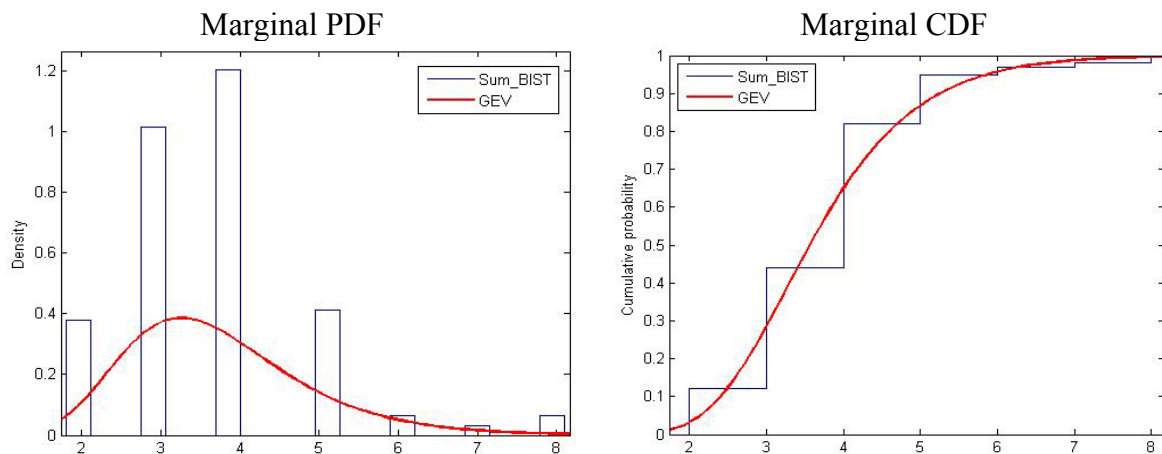 Marginal PDF
Marginal CDF
Sum_BIST
GEV
Density
0
0.2
0.4
0.6
0.8
1
1.2
2 3 4 5 6 7 8
Sum_BIST
GEV
Cumulative probability
0
0.1
0.2
0.3
0.4
0.5
0.6
0.7
0.8
0.9
1
2 3 4 5 6 7 8